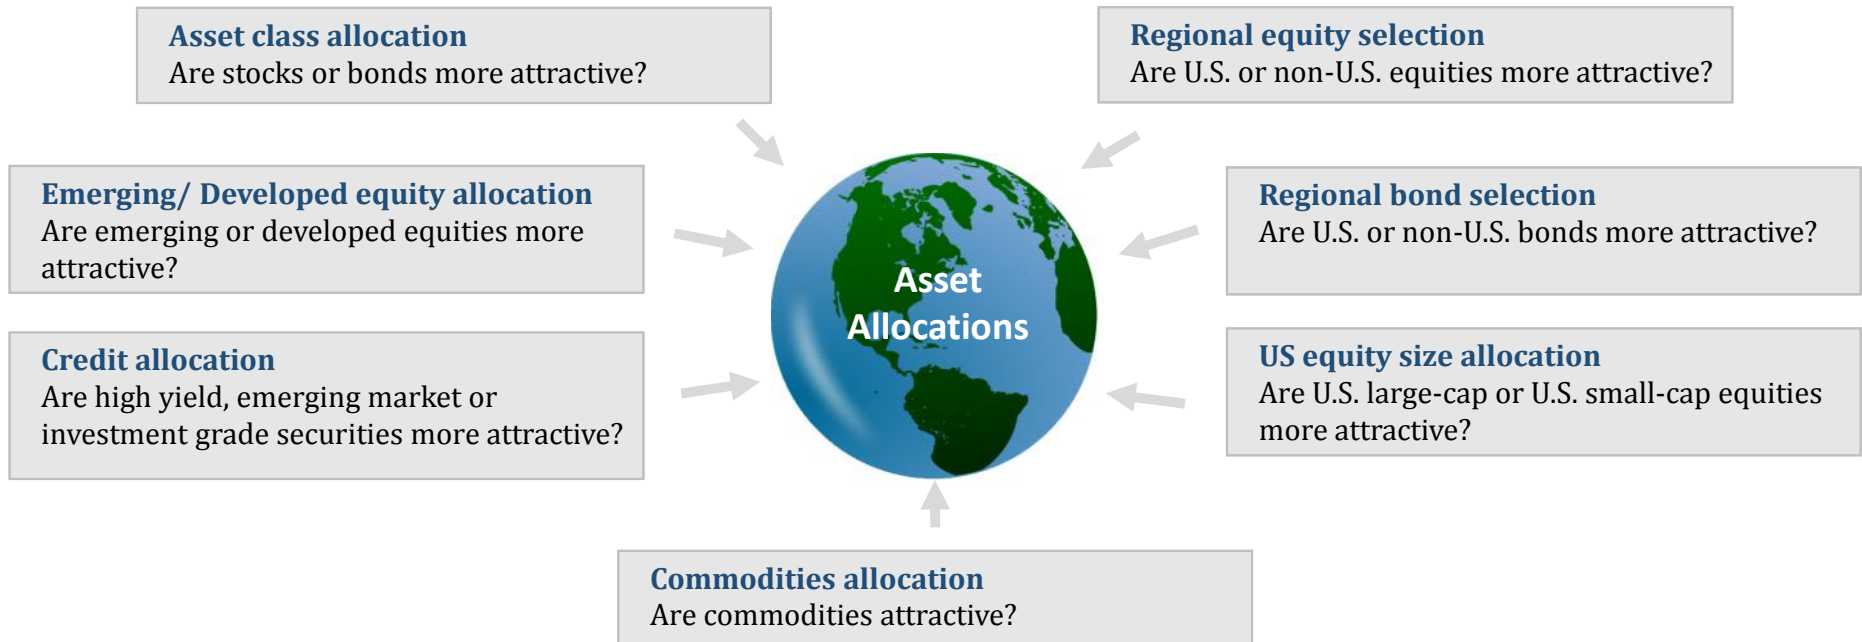 Asset class allocation
Are stocks or bonds more attractive?
Regional equity selection
Are U.S. or non-U.S. equities more attractive?
Emerging/ Developed equity allocation
Are emerging or developed equities more
attractive?
Regional bond selection
Are U.S. or non-U.S. bonds more attractive?
Asset
Allocations
Credit allocation
Are high yield, emerging market or
investment grade securities more attractive?
US equity size allocation
Are U.S. large-cap or U.S. small-cap equities
more attractive?
Commodities allocation
Are commodities attractive?